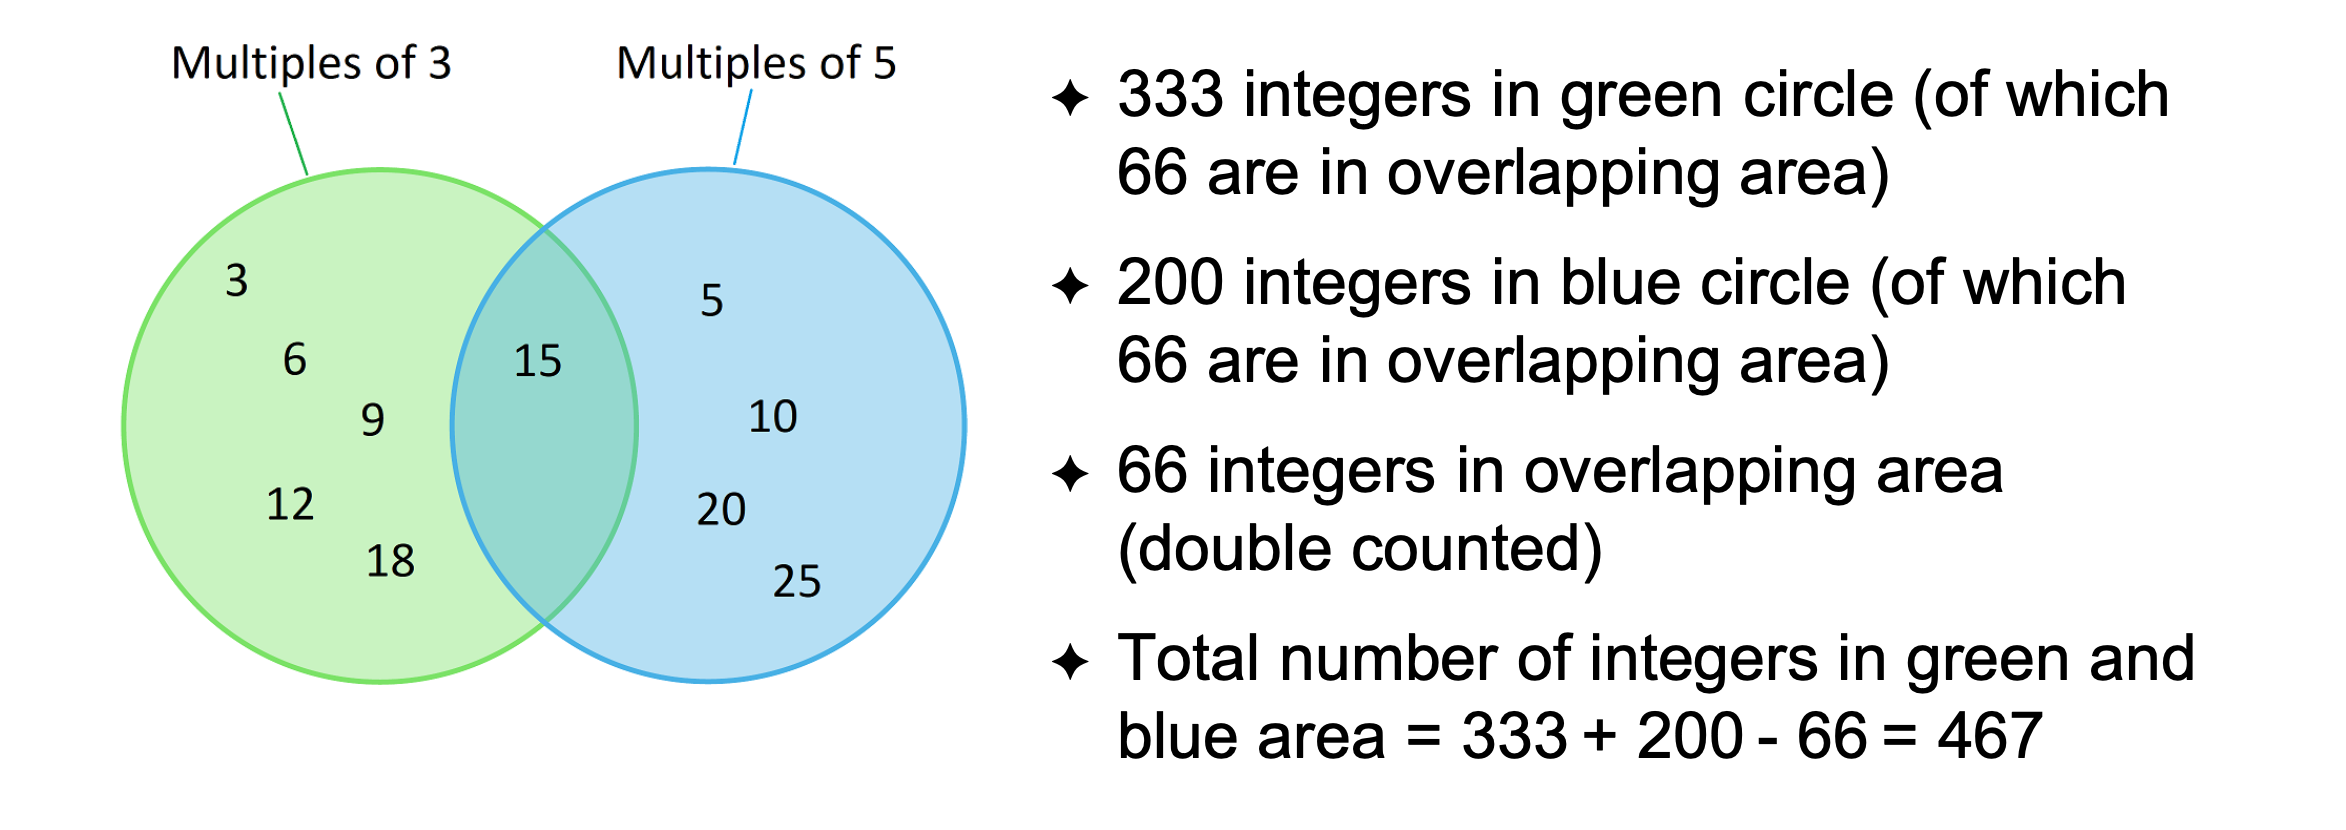 Multiples of 3
Multiples of 5
3
6
9
12
18
15
5
10
20
25
✦ 333 integers in green circle (of which
66 are in overlapping area)
✦ 200 integers in blue circle (of which
66 are in overlapping area)
✦ 66 integers in overlapping area
(double counted)
✦ Total number of integers in green and
blue area = 333 + 200 - 66 = 467